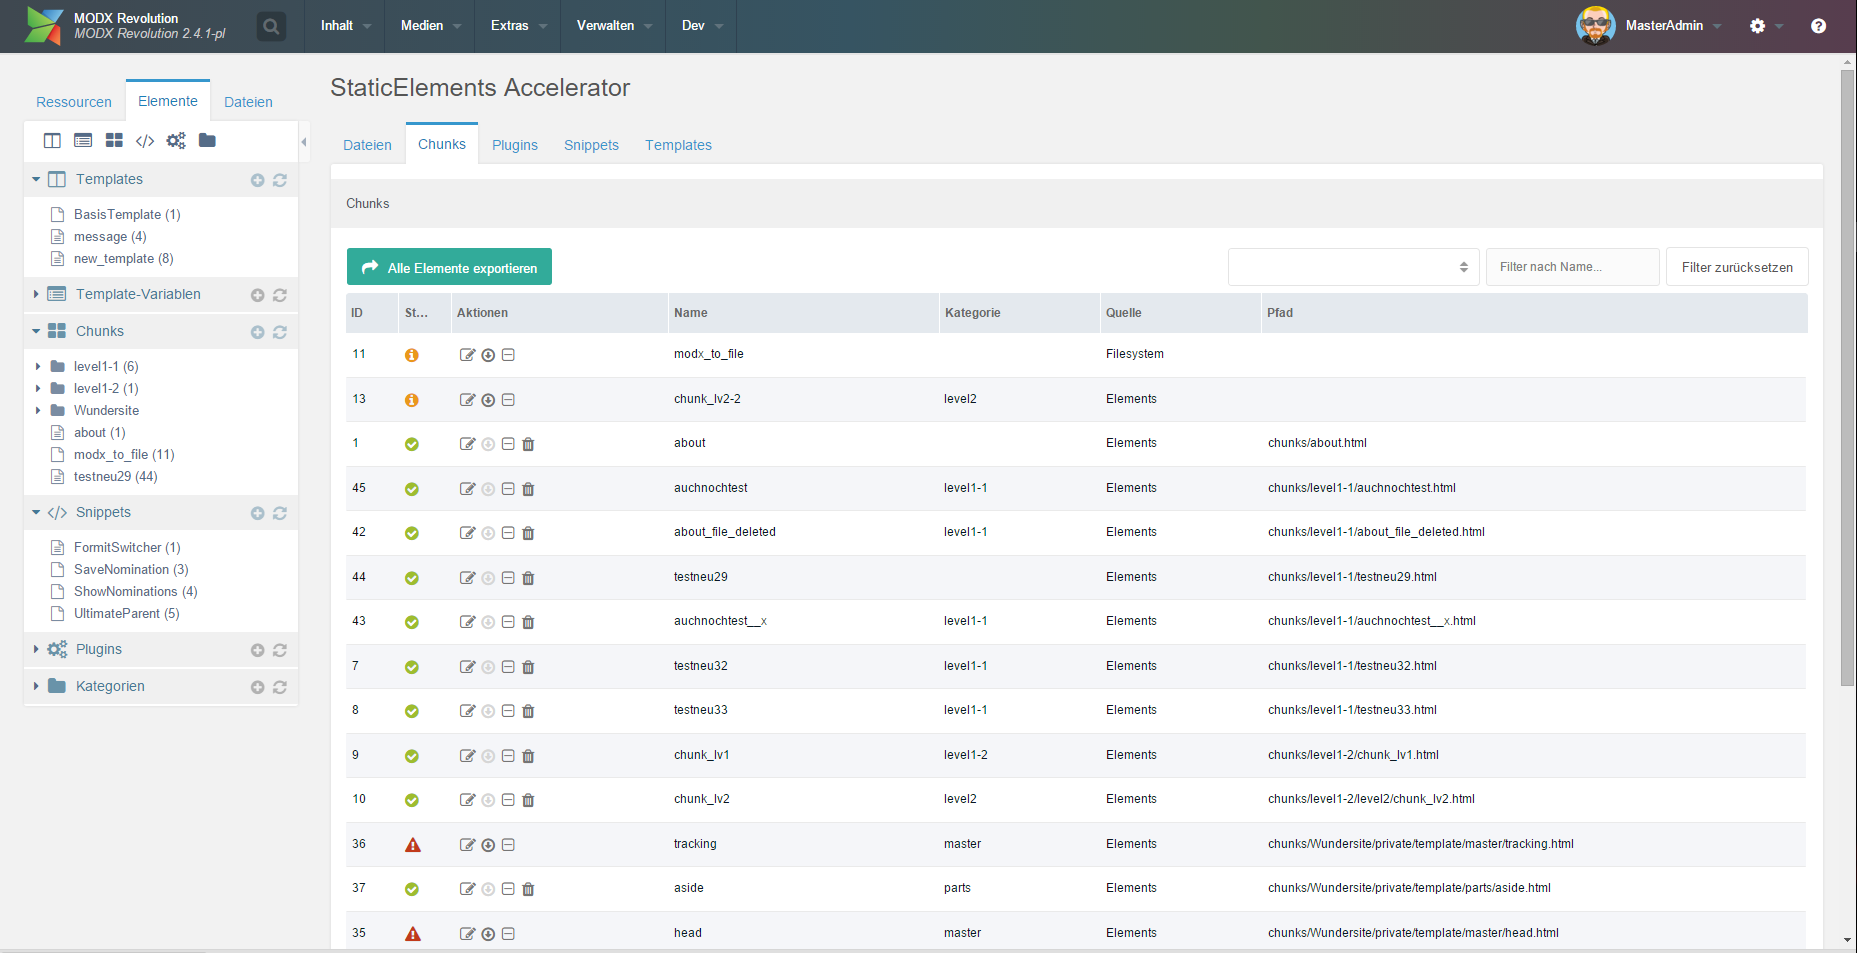 MODX Revolution
MODX Revolution 2.4.1-pl
Inhalt
Medien
Extras
Verwalten
Dev
MasterAdmin
Ressourcen
Elemente
Dateien
Templates
BasisTemplate (1)
message (4)
new_template (8)
Template-Variablen
Chunks
level1-1 (6)
level1-2 (1)
Wundersite
about (1)
modx_to_file (11)
testneu29 (44)
Snippets
FormitSwitcher (1)
SaveNomination (3)
ShowNominations (4)
UltimateParent (5)
Plugins
Kategorien
StaticElements Accelerator
Dateien Chunks Plugins Snippets Templates
Chunks
Alle Elemente exportieren
Filter nach Name...
Filter zurücksetzen
ID St... Aktionen Name Kategorie Quelle Pfad
11 modx_to_file Filesystem
13 chunk_lv2-2 level2 Elements
1 about Elements chunks/about.html
45 auchnochtest level1-1 Elements chunks/level1-1/auchnochtest.html
42 about_file_deleted level1-1 Elements chunks/level1-1/about_file_deleted.html
44 testneu29 Elements chunks/level1-1/testneu29.html
43 auchnochtest__x level1-1 Elements chunks/level1-1/auchnochtest__x.html
7 testneu32 level1-1 Elements chunks/level1-1/testneu32.html
8 testneu33 level1-1 Elements chunks/level1-1/testneu33.html
9 chunk_lv1 level1-2 Elements chunks/level1-2/chunk_lv1.html
10 chunk_lv2 level2 Elements chunks/level1-2/level2/chunk_lv2.html
36 tracking master Elements chunks/Wundersite/private/template/master/tracking.html
37 aside parts Elements chunks/Wundersite/private/template/parts/aside.html
35 head master Elements chunks/Wundersite/private/template/master/head.html